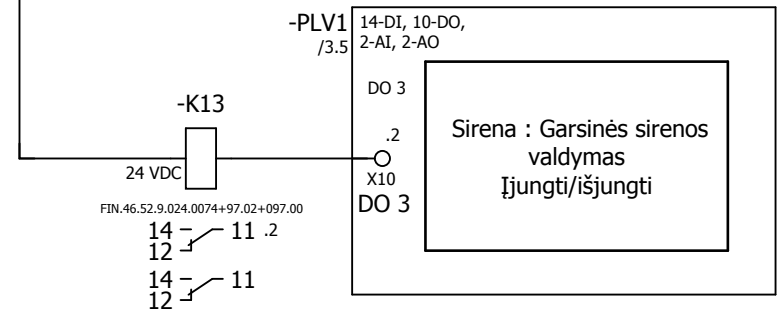 -PLV1
/3.5
14-DI, 10-DO,
2-AI, 2-AO
DO 3
-K13
.2
24 VDC
X10
DO 3
Sirena : Garsinės sirenos
valdymas
Įjungti/išjungti
FIN.46.52.9.024.0074+97.02+097.00
14 11 .2
12
14 11
12